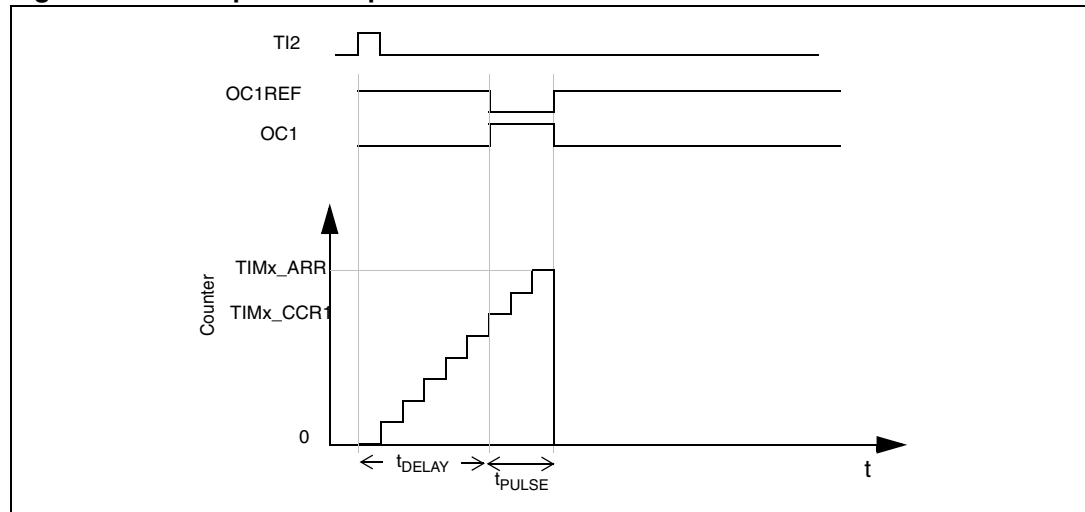 TI2
OC1REF
OC1
Counter
TIMx_ARR
TIMx_CCR1
0
tDELAY
tPULSE
t